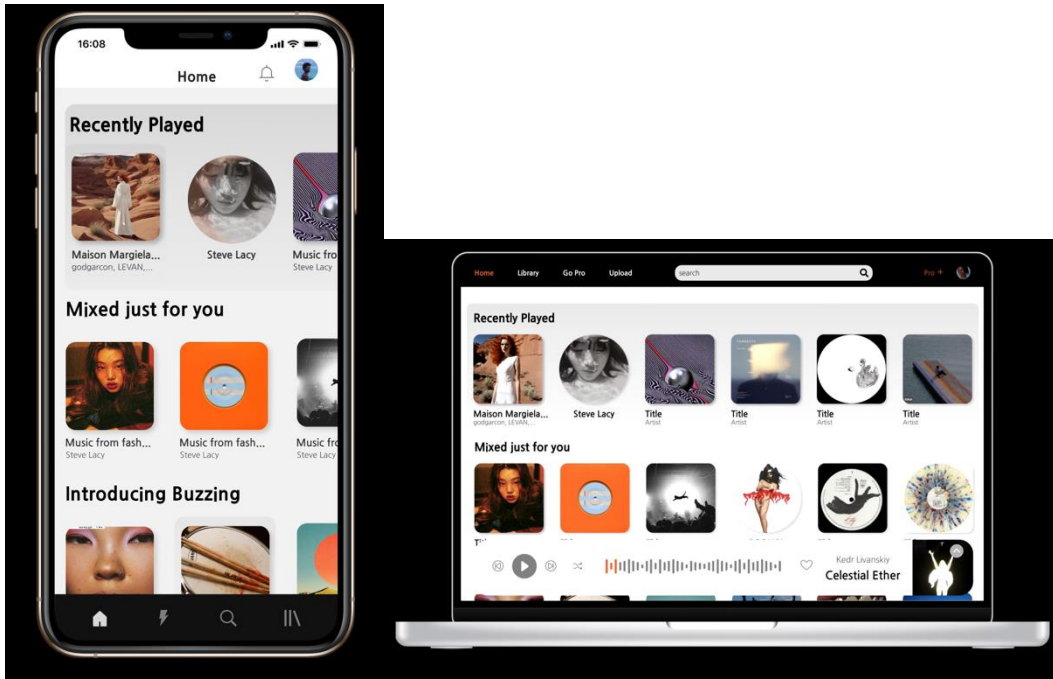 16:08
Home
Recently Played
Maison Margiela...
godgarcon, LEVAN,...
Steve Lacy
Music fro
Steve Lacy
Mixed just for you
Music from fash...
Steve Lacy
Music from fash...
Steve Lacy
Music fr
Steve Lacy
Introducing Buzzing
Home Library Go Pro Upload search Pro +
Recently Played
Maison Margiela...
godgarcon, LEVAN,...
Steve Lacy
Title
Artist
Title
Artist
Title
Artist
Title
Artist
Mixed just for you
Kedr Livanskiy
Celestial Ether